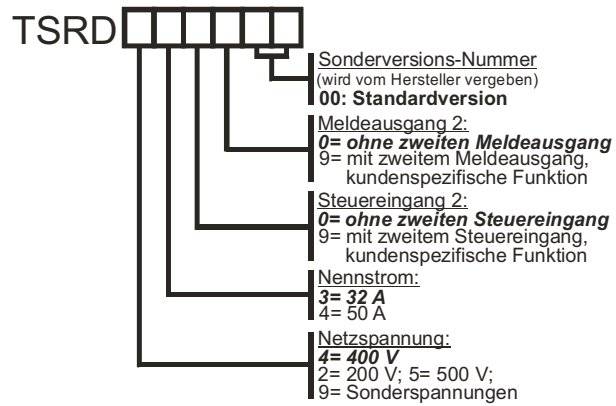 TSRD
Sonderversions-Nummer
(wird vom Hersteller vergeben)
00: Standardversion
Meldeausgang 2:
0= ohne zweiten Meldeausgang
9= mit zweitem Meldeausgang,
kundenspezifische Funktion
Steuereingang 2:
0= ohne zweiten Steuereingang
9= mit zweitem Steuereingang,
kundenspezifische Funktion
Nennstrom:
3= 32 A
4= 50 A
Netzspannung:
4= 400 V
2= 200 V; 5= 500 V;
9= Sonderspannungen